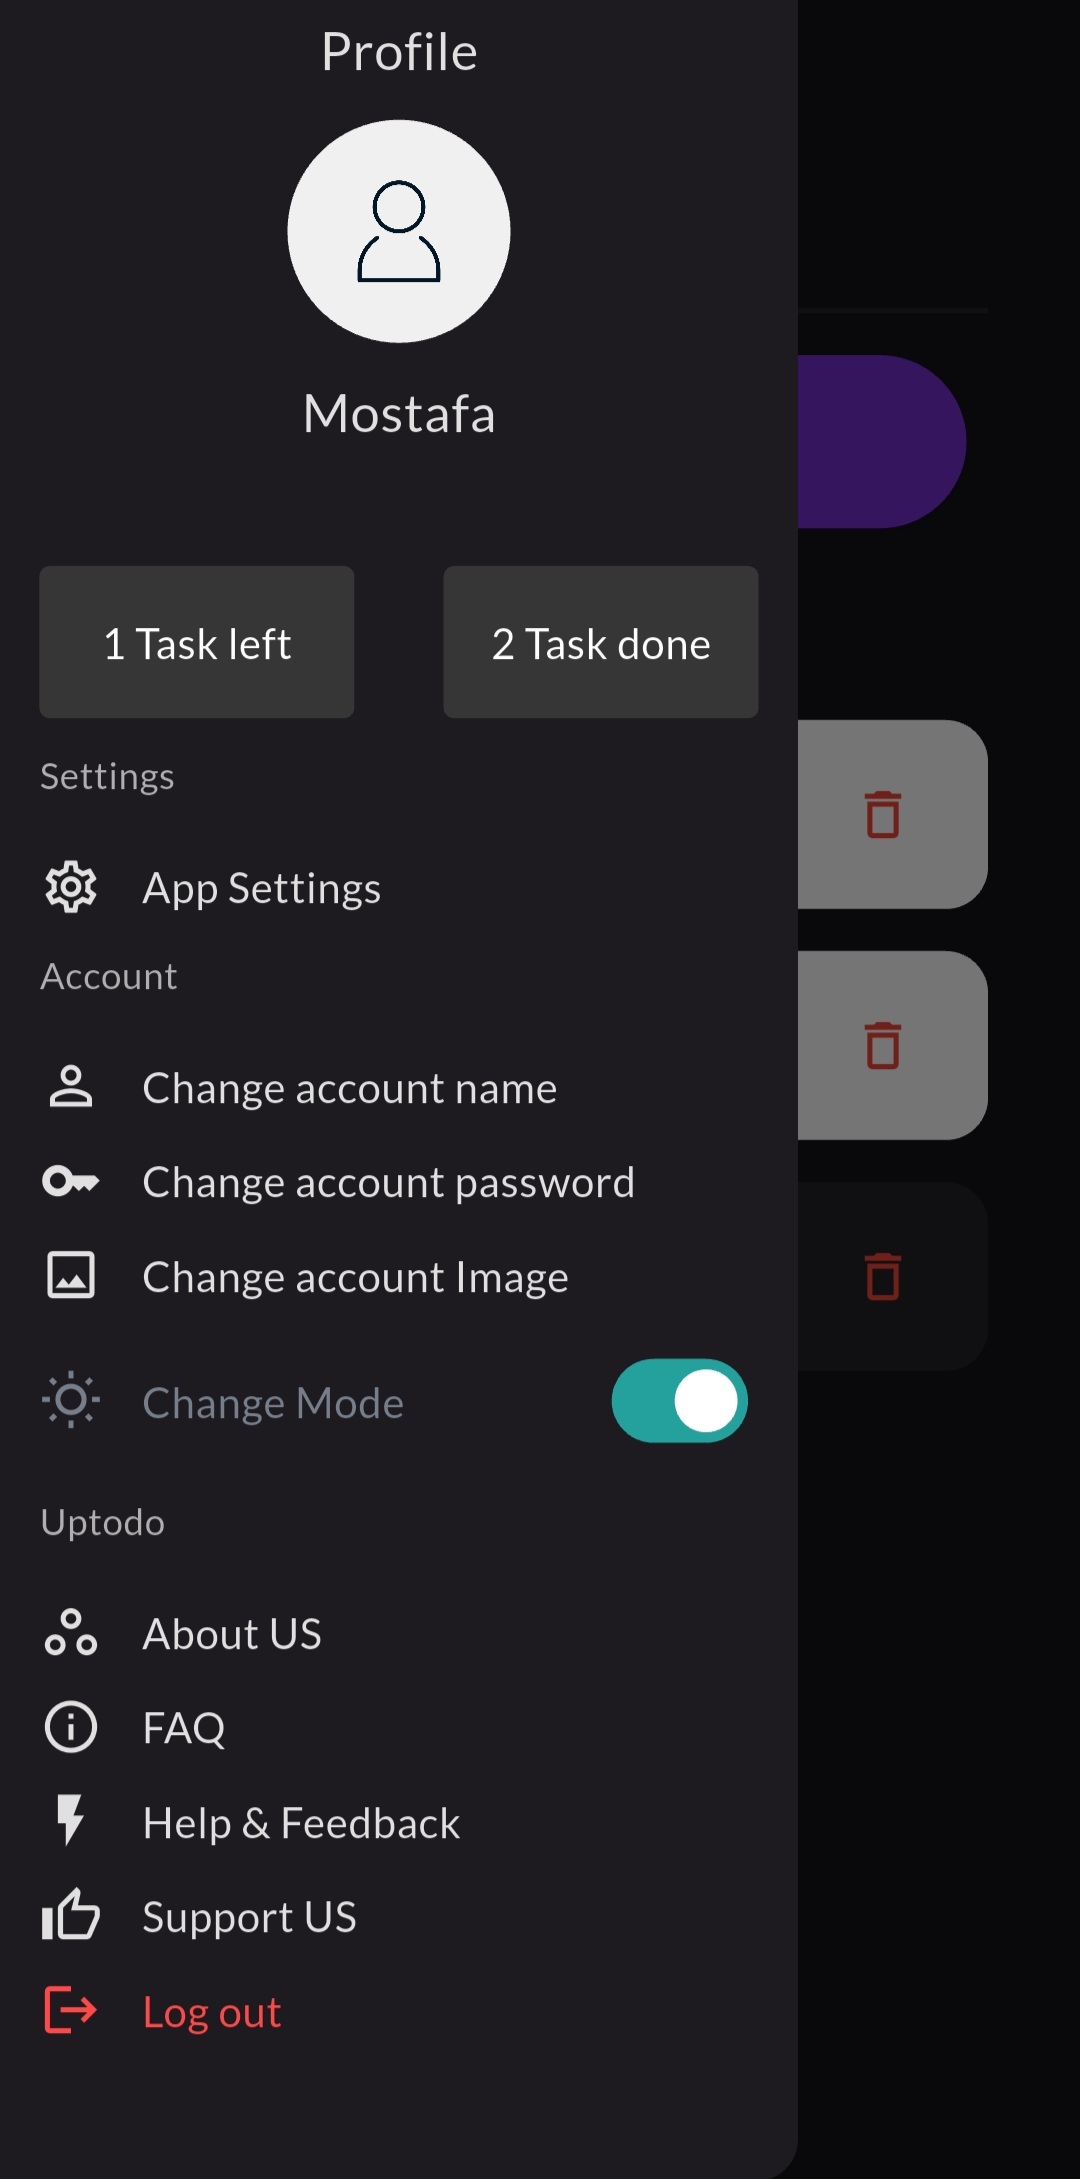 Profile
Mostafa
1 Task left
2 Task done
Settings
App Settings
Account
Change account name
Change account password
Change account Image
Change Mode
Uptodo
About US
FAQ
Help & Feedback
Support US
Log out